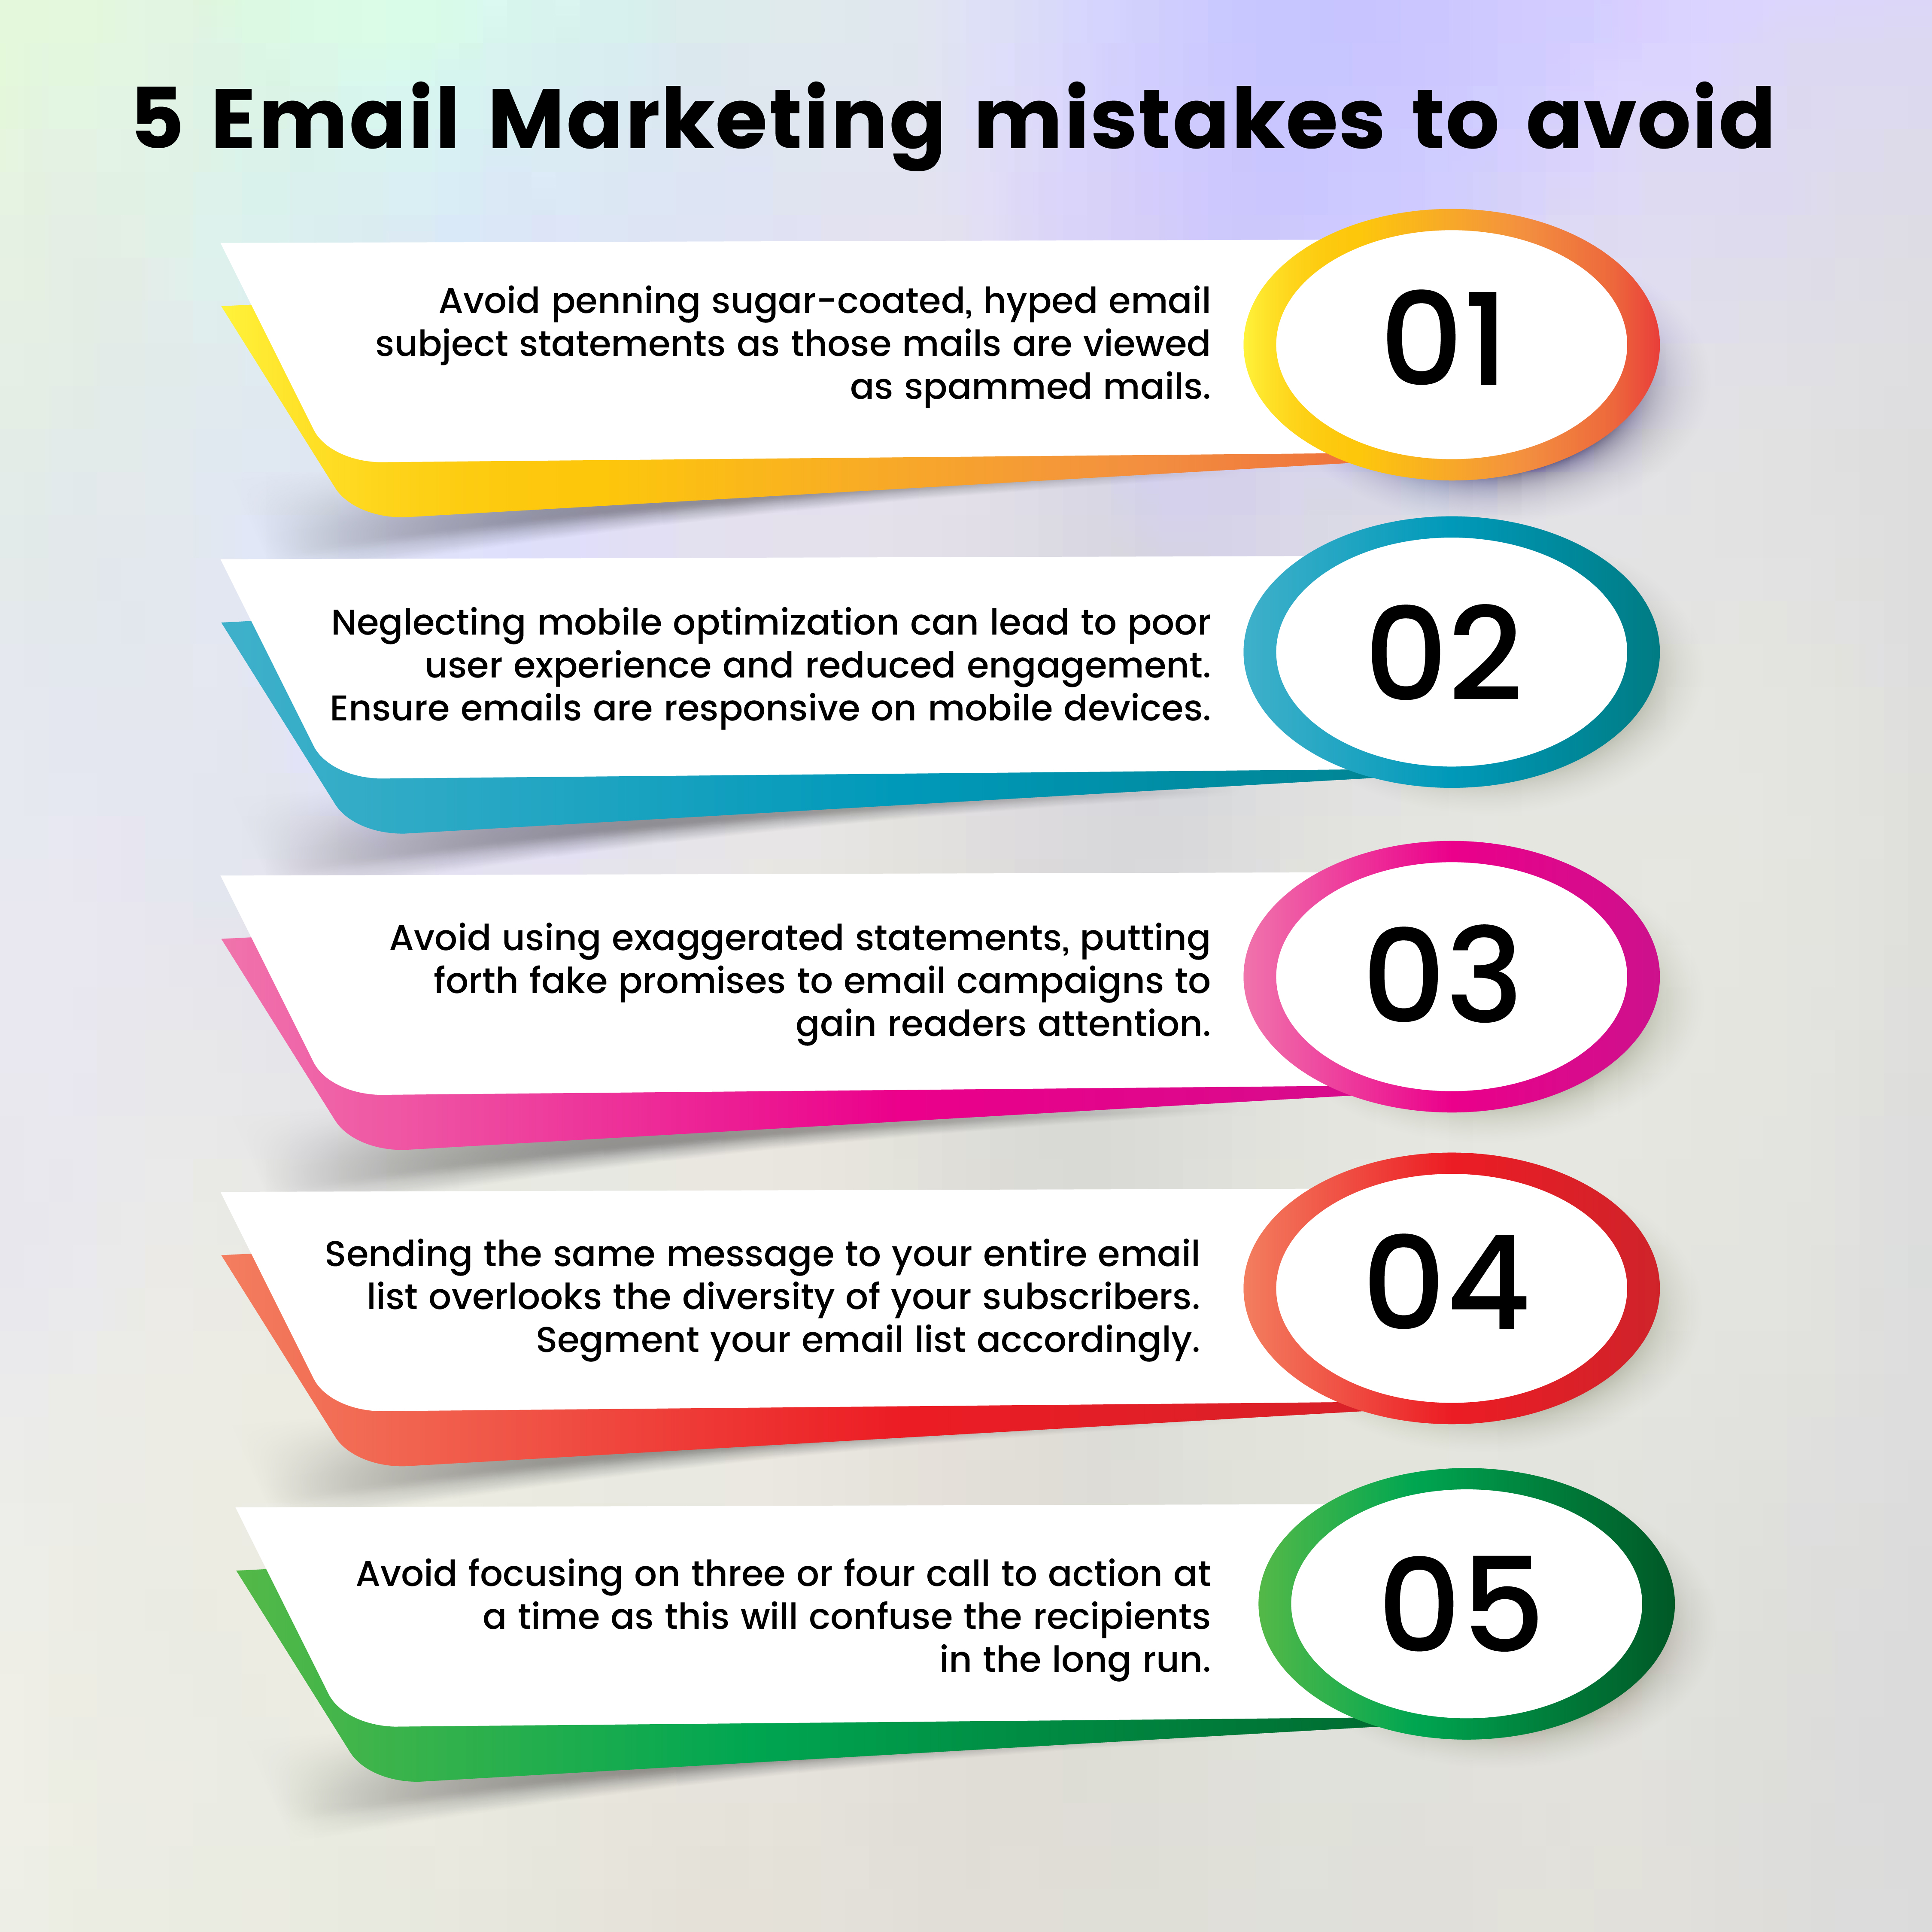 5 Email Marketing mistakes to avoid
Avoid penning sugar-coated, hyped email
subject statements as those mails are viewed
as spammed mails.
01
Neglecting mobile optimization can lead to poor
user experience and reduced engagement.
Ensure emails are responsive on mobile devices.
02
Avoid using exaggerated statements, putting
forth fake promises to email campaigns to
gain readers attention.
03
Sending the same message to your entire email
list overlooks the diversity of your subscribers.
Segment your email list accordingly.
04
Avoid focusing on three or four call to action at
a time as this will confuse the recipients
in the long run.
05